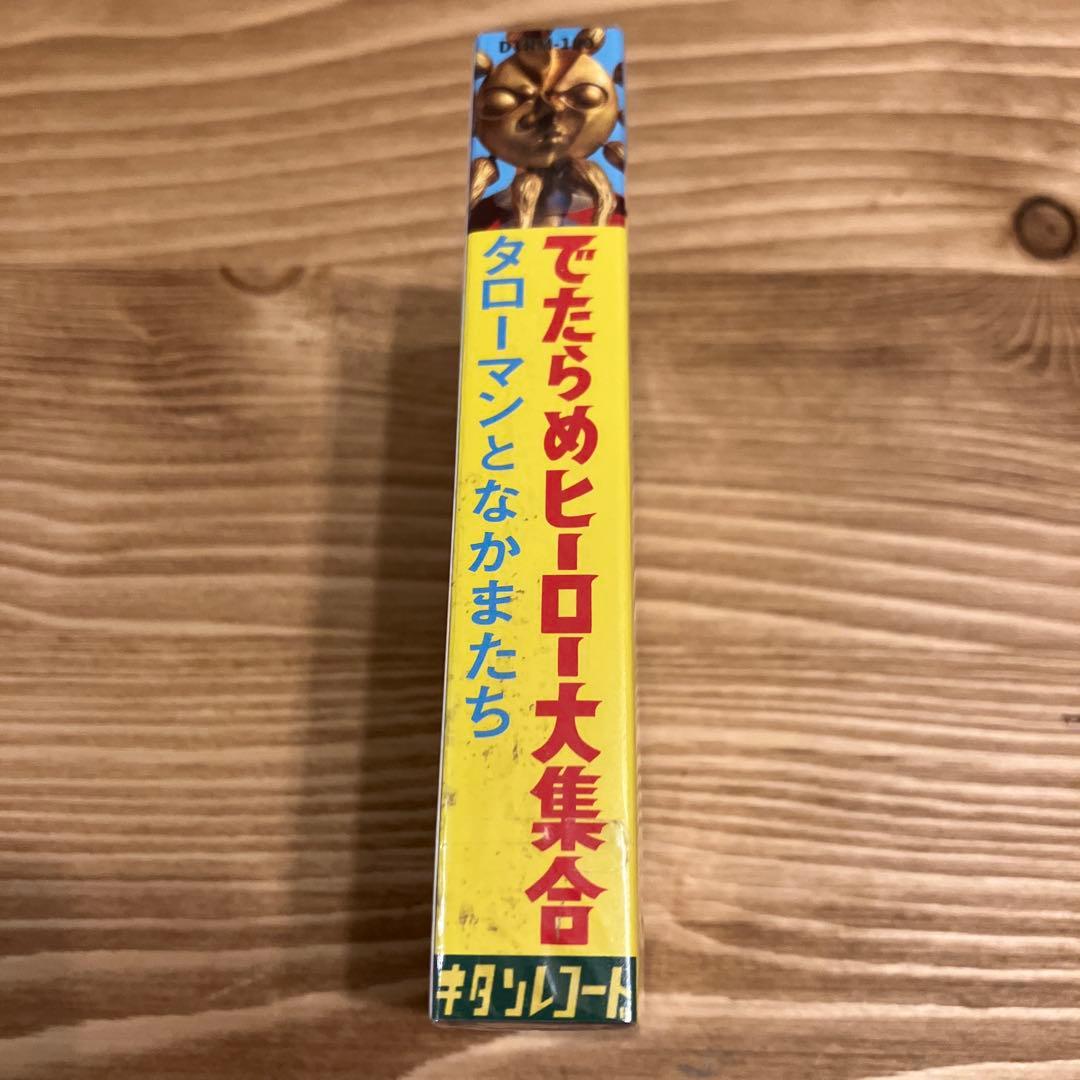 でたらめヒーロー大集合
タローマンとなかまたち
キタンレコード